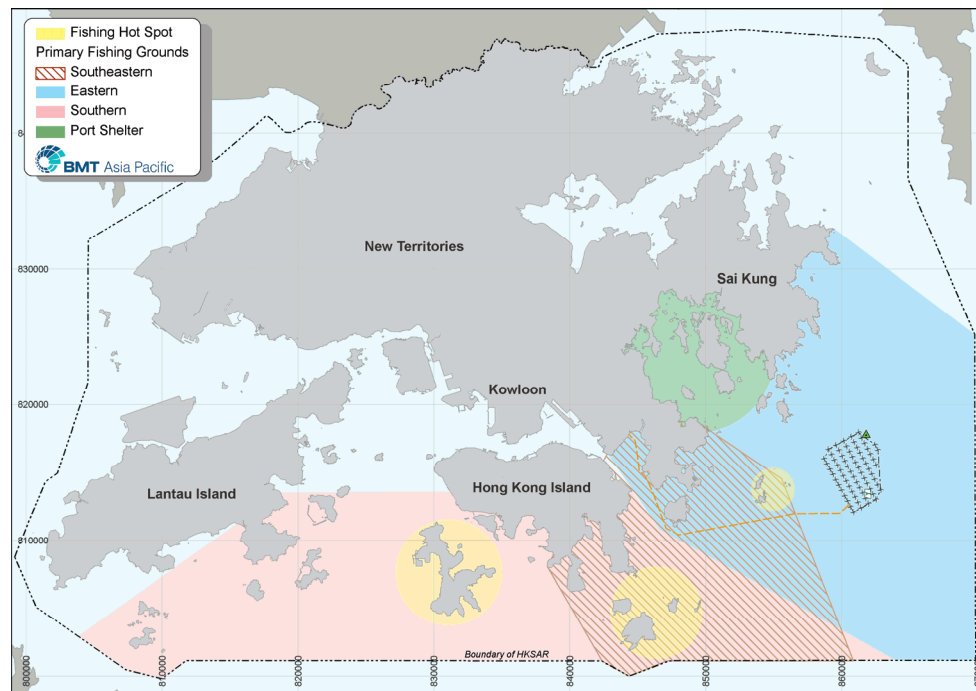 Fishing Hot Spot
Primary Fishing Grounds
Southeastern
Eastern
Southern
Port Shelter
BMT Asia Pacific
New Territories
830000
Sai Kung
Kowloon
820000
Lantau Island
Hong Kong Island
810000
Boundary of HKSAR
800000
810000
820000
830000
840000
850000
860000